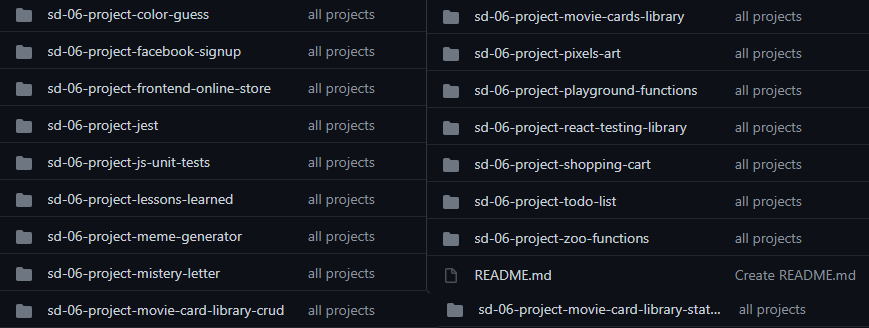 sd-06-project-color-guess all projects
sd-06-project-facebook-signup all projects
sd-06-project-frontend-online-store all projects
sd-06-project-jest all projects
sd-06-project-js-unit-tests all projects
sd-06-project-lessons-learned all projects
sd-06-project-meme-generator all projects
sd-06-project-mistery-letter all projects
sd-06-project-movie-card-library-crud all projects
sd-06-project-movie-cards-library all projects
sd-06-project-pixels-art all projects
sd-06-project-playground-functions all projects
sd-06-project-react-testing-library all projects
sd-06-project-shopping-cart all projects
sd-06-project-todo-list all projects
sd-06-project-zoo-functions all projects
README.md Create README.md
sd-06-project-movie-card-library-stat... all projects